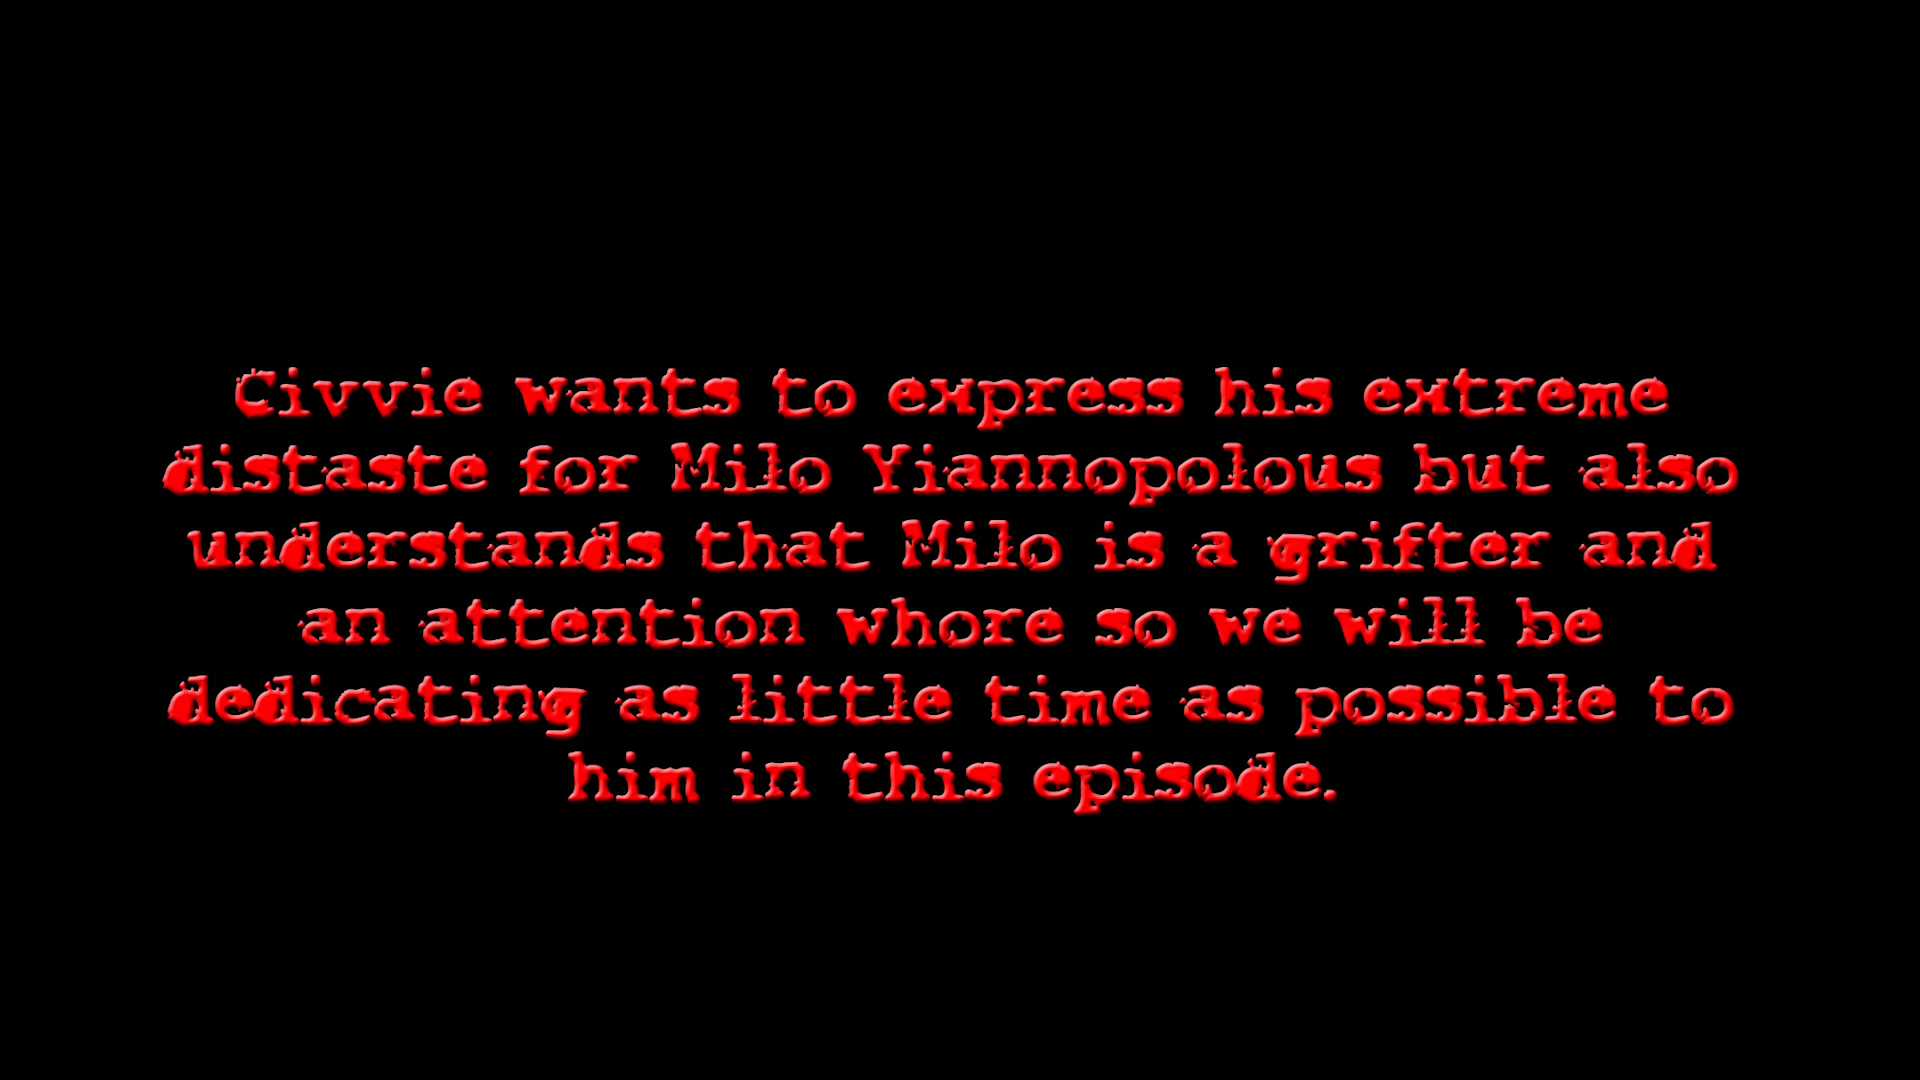 Civvie wants to express his extreme
distaste for Milo Yiannopolous but also
understands that Milo is a grifter and
an attention whore so we will be
dedicating as little time as possible to
him in this episode.